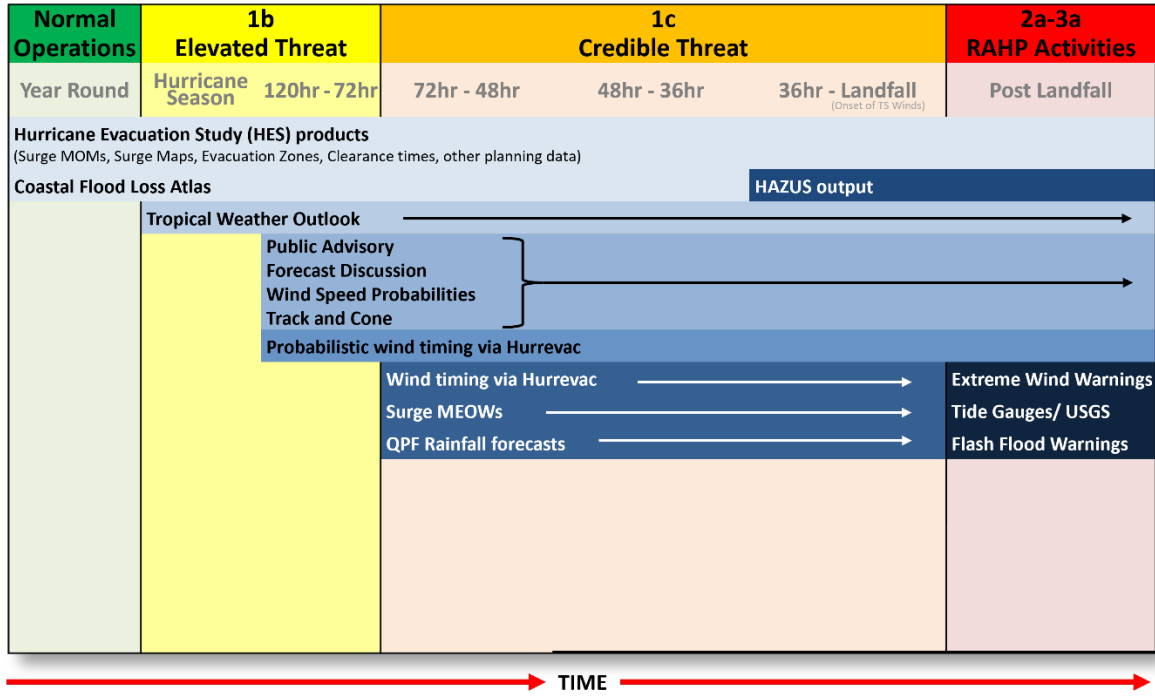 Normal Operations
1b
Elevated Threat
1c
Credible Threat
2a-3a
RAHP Activities
Year Round
Hurricane Season
120hr - 72hr
72hr - 48hr
48hr - 36hr
36hr - Landfall
(Onset of TS Winds)
Post Landfall
Hurricane Evacuation Study (HES) products
(Surge MOMs, Surge Maps, Evacuation Zones, Clearance times, other planning data)
Coastal Flood Loss Atlas
HAZUS output
Tropical Weather Outlook
Public Advisory
Forecast Discussion
Wind Speed Probabilities
Track and Cone
Probabilistic wind timing via Hurrevac
Wind timing via Hurrevac
Extreme Wind Warnings
Surge MEOWs
Tide Gauges/ USGS
QPF Rainfall forecasts
Flash Flood Warnings
TIME